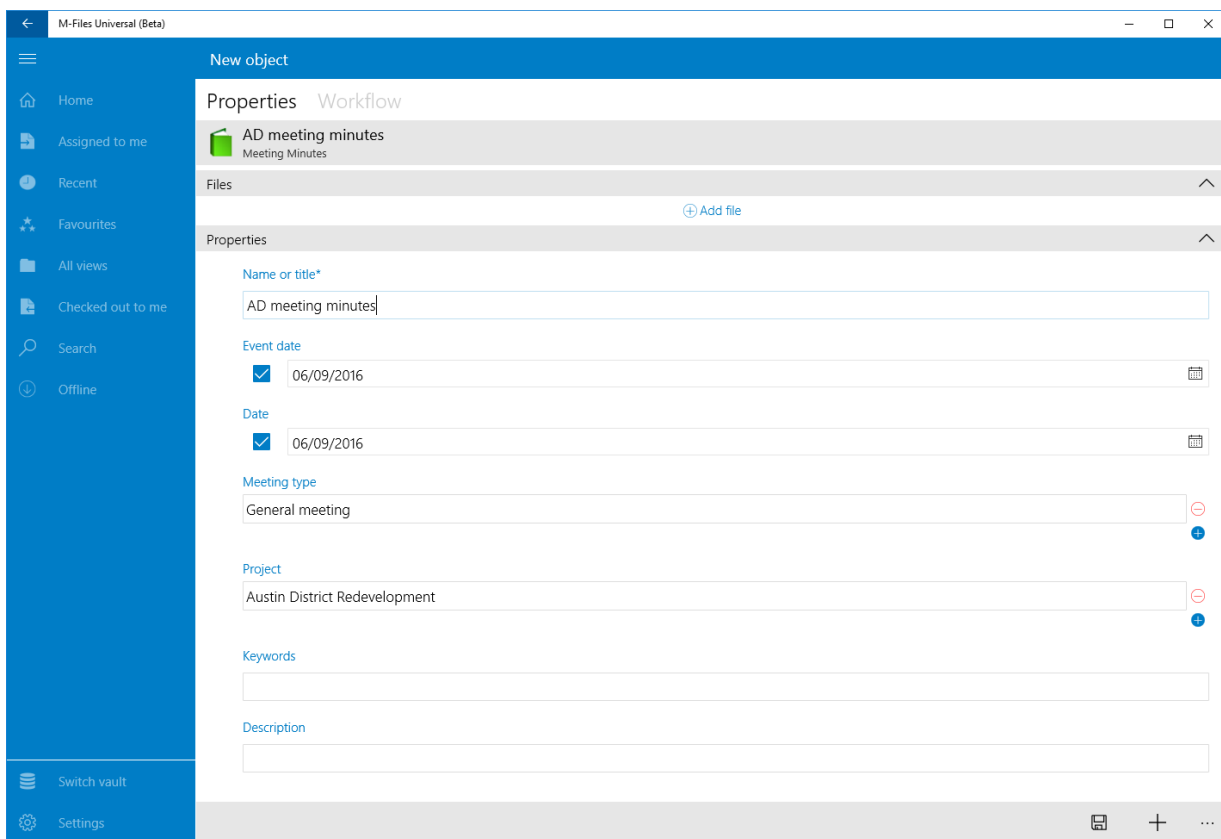 M-Files Universal (Beta)
New object
Home
Assigned to me
Recent
Favourites
All views
Checked out to me
Search
Offline
Switch vault
Settings
Properties Workflow
AD meeting minutes
Meeting Minutes
Files
Add file
Properties
Name or title*
AD meeting minutes
Event date
06/09/2016
Date
06/09/2016
Meeting type
General meeting
Project
Austin District Redevelopment
Keywords
Description